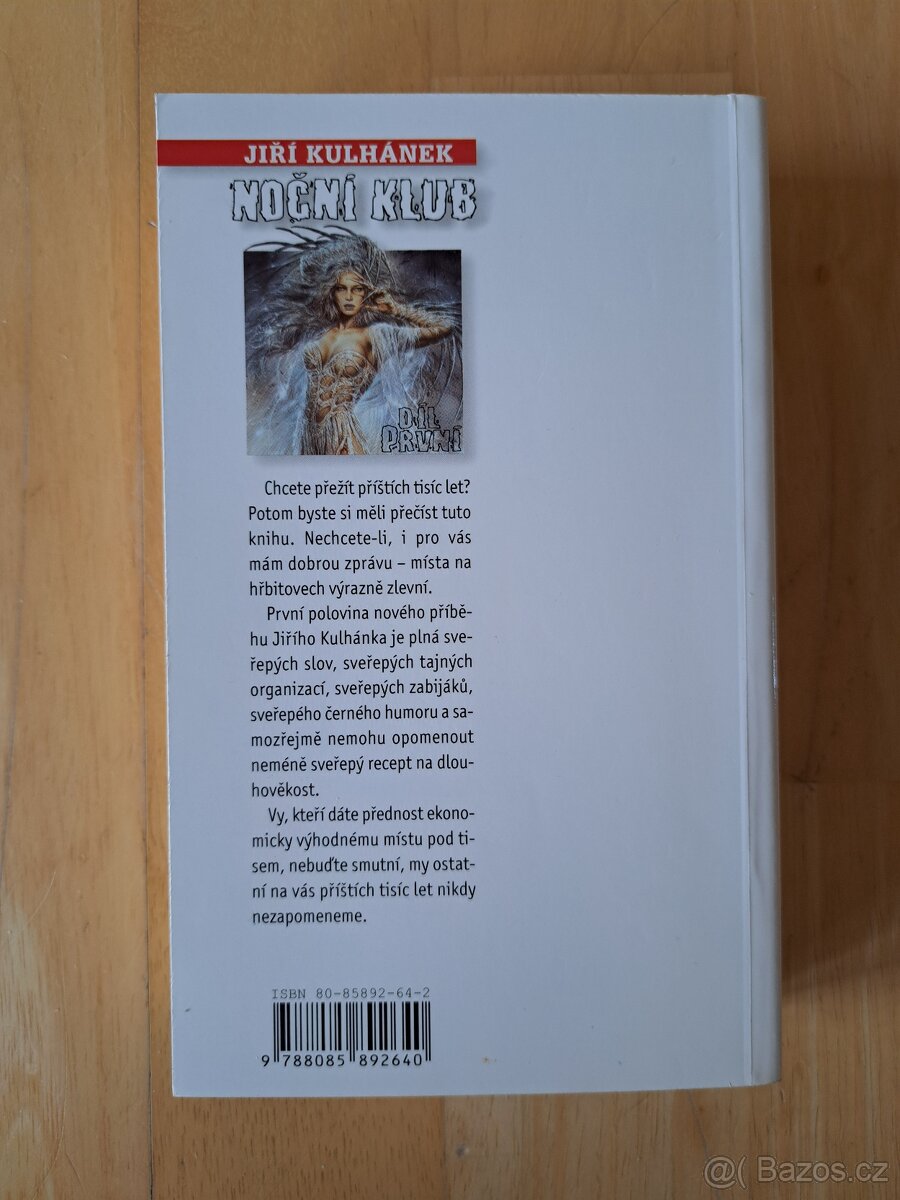 JIŘÍ KULHÁNEK
NOČNÍ KLUB
DÍL
PRVNÍ
Chcete přežít příštích tisíc let?
Potom byste si měli přečíst tuto
knihu. Nechcete-li, i pro vás
mám dobrou zprávu – místa na
hřbitovech výrazně zlevní.
První polovina nového příbě-
hu Jiřího Kulhánka je plná sve-
řepých slov, sveřepých tajných
organizací, sveřepých zabijáků,
sveřepého černého humoru a sa-
mozřejmě nemohu opomenout
neméně sveřepý recept na dlou-
hověkost.
Vy, kteří dáte přednost ekono-
micky výhodnému místu pod ti-
sem, nebuďte smutní, my ostat-
ní na vás příštích tisíc let nikdy
nezapomeneme.
ISBN 80-85892-64-2
9 788085 892640
@( Bazos.cz